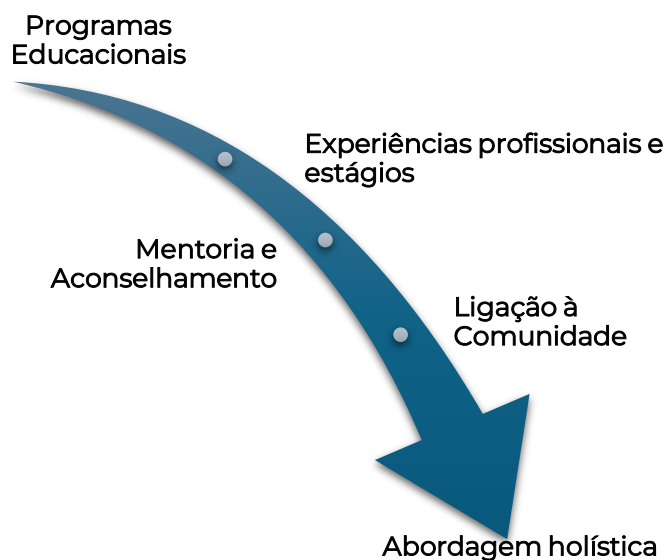 Programas
Educacionais
Experiências profissionais e
estágios
Mentoria e
Aconselhamento
Ligação à
Comunidade
Abordagem holística